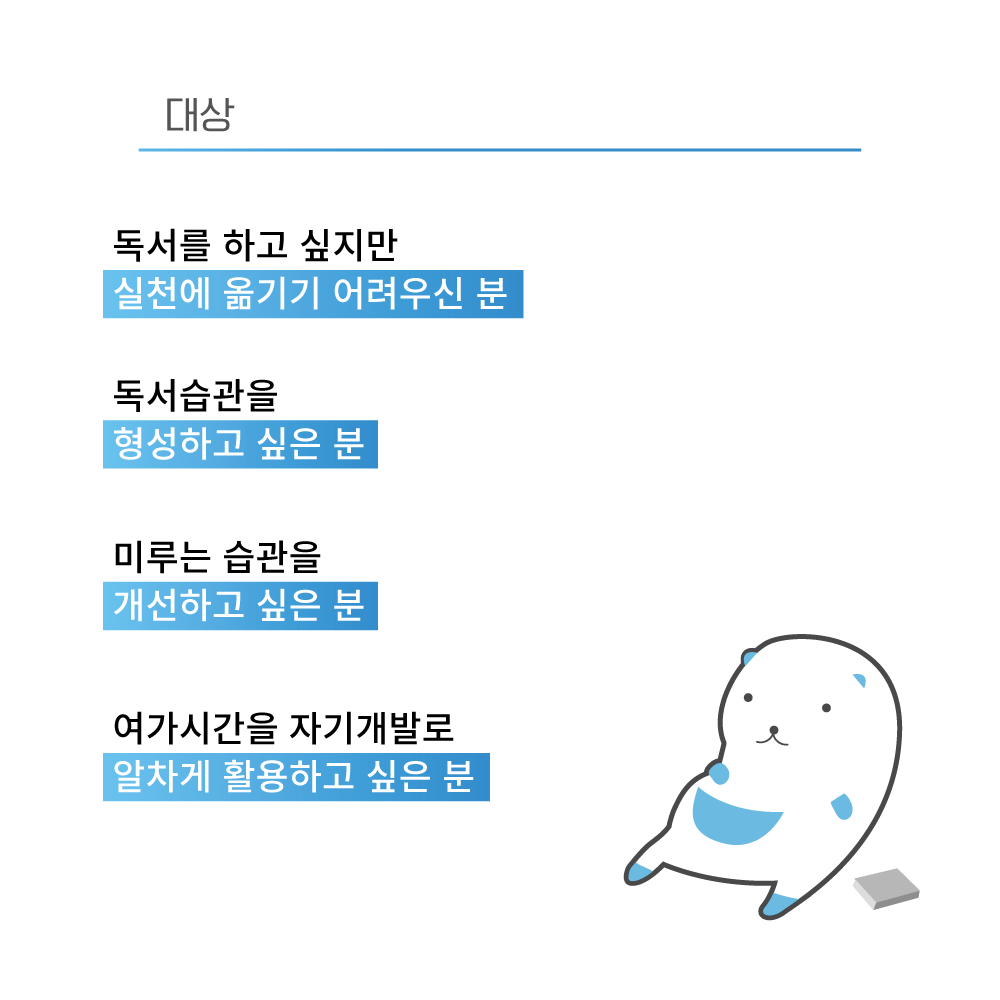 대상
독서를 하고 싶지만
실천에 옮기기 어려우신 분
독서습관을
형성하고 싶은 분
미루는 습관을
개선하고 싶은 분
여가시간을 자기개발로
알차게 활용하고 싶은 분